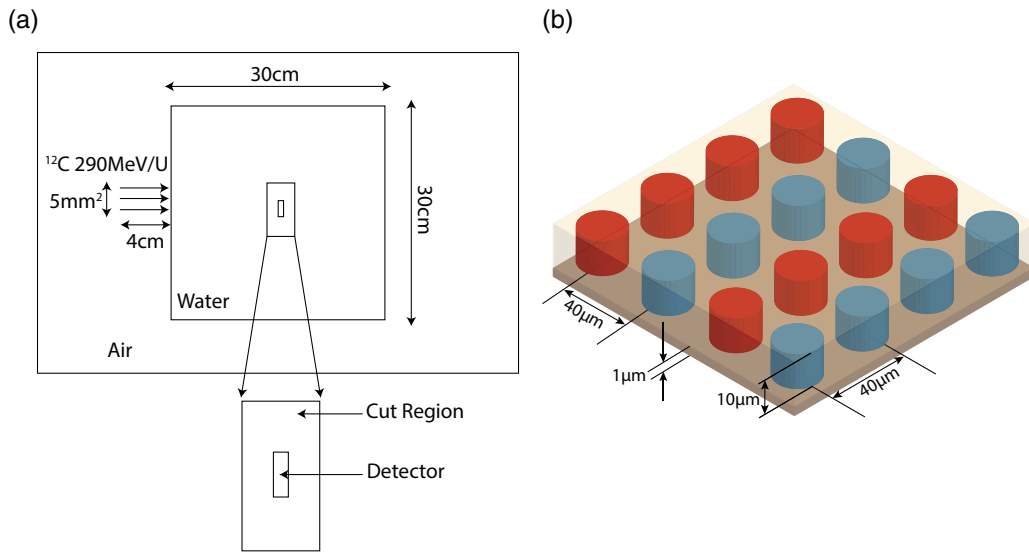 (a)
30cm
¹²C 290MeV/U
5mm²
4cm
30cm
Water
Air
Cut Region
Detector
(b)
40μm
1μm
10μm
40μm